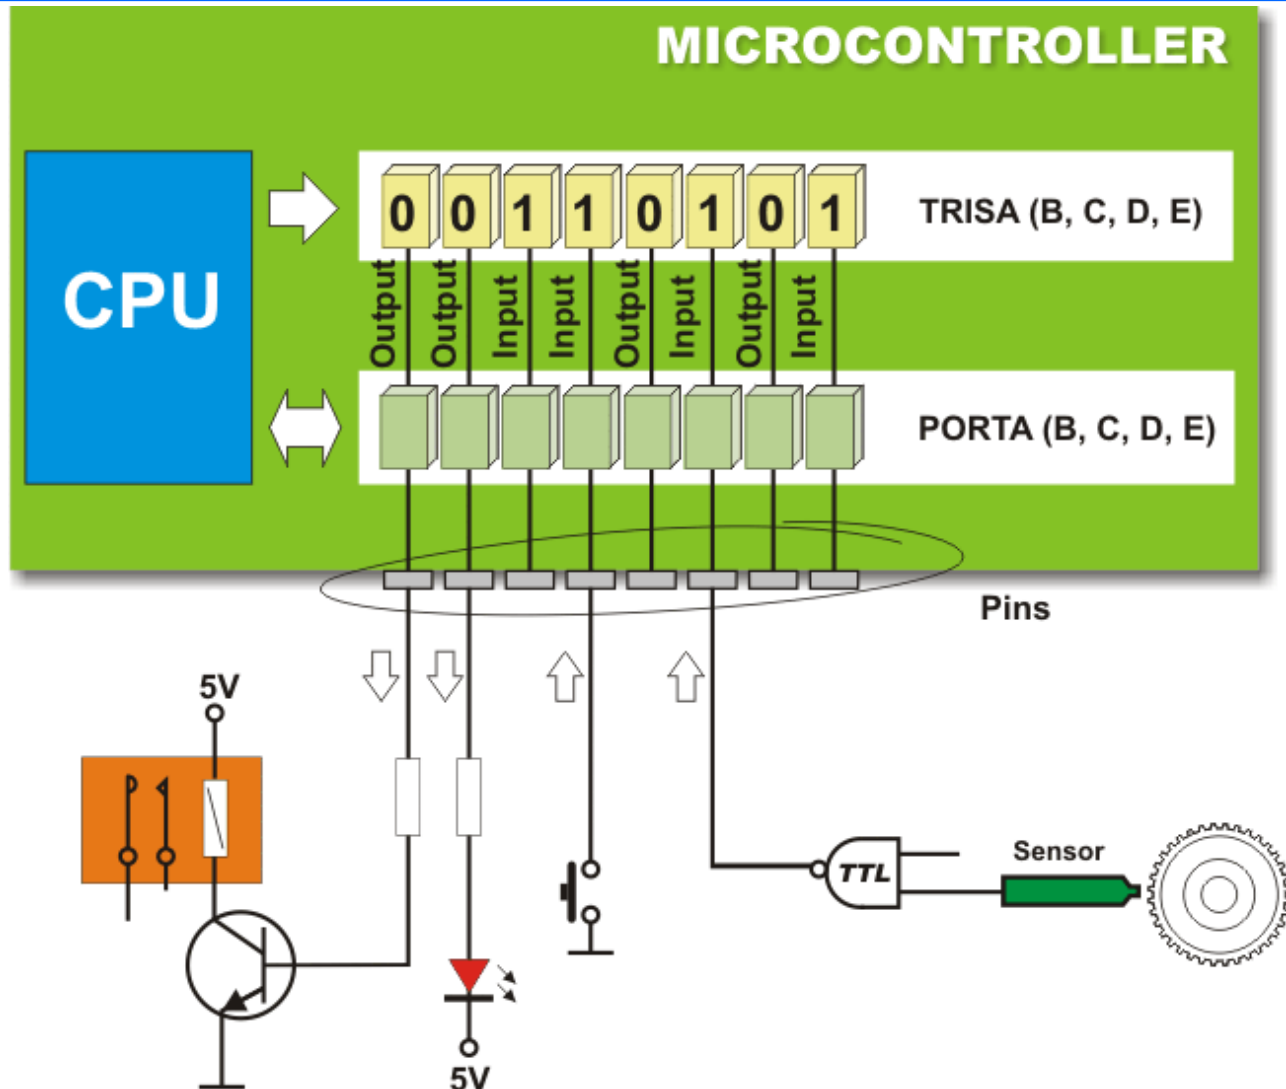 MICROCONTROLLER
CPU
0 0 1 1 0 1 0 1
TRISA (B, C, D, E)
Output
Output
Input
Input
Output
Input
Output
Input
PORTA (B, C, D, E)
Pins
5V
Sensor
TTL
5V